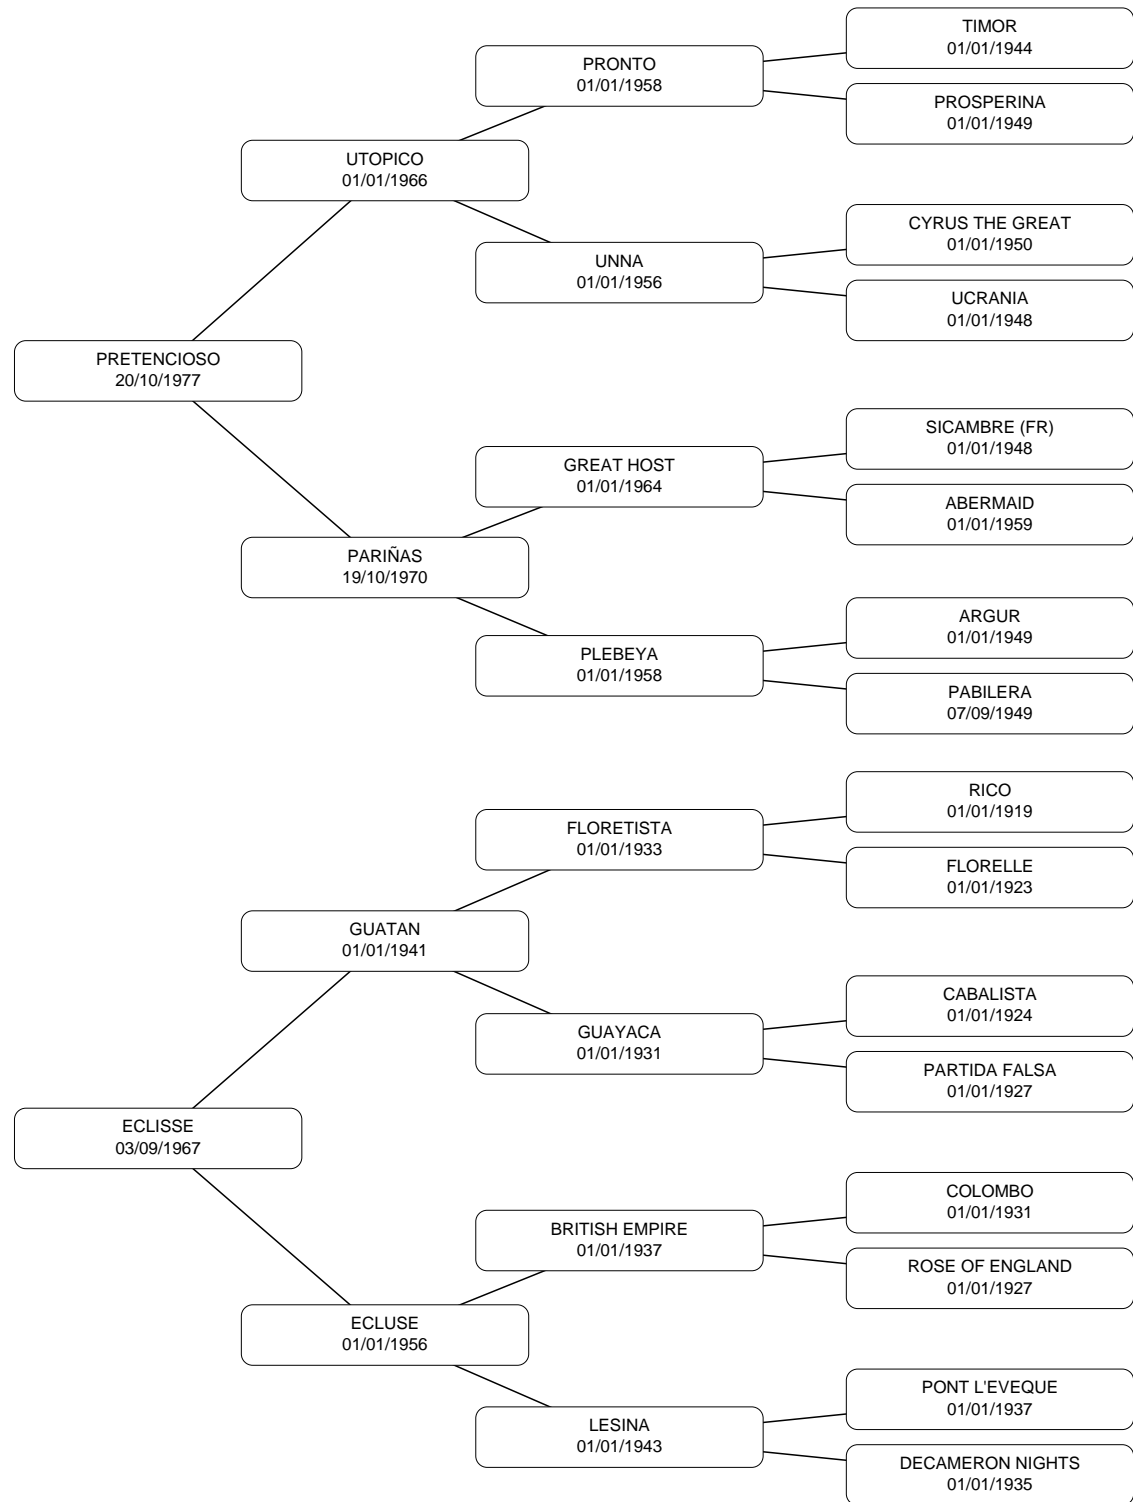 TIMOR
01/01/1944
PRONTO
01/01/1958
PROSPERINA
01/01/1949
UTOPICO
01/01/1966
CYRUS THE GREAT
01/01/1950
UNNA
01/01/1956
UCRANIA
01/01/1948
PRETENCIOSO
20/10/1977
SICAMBRE (FR)
01/01/1948
GREAT HOST
01/01/1964
ABERMAID
01/01/1959
PARIÑAS
19/10/1970
ARGUR
01/01/1949
PLEBEYA
01/01/1958
PABILERA
07/09/1949
RICO
01/01/1919
FLORETISTA
01/01/1933
FLORELLE
01/01/1923
GUATAN
01/01/1941
CABALISTA
01/01/1924
GUAYACA
01/01/1931
PARTIDA FALSA
01/01/1927
ECLISSE
03/09/1967
COLOMBO
01/01/1931
BRITISH EMPIRE
01/01/1937
ROSE OF ENGLAND
01/01/1927
ECLUSE
01/01/1956
PONT L'EVEQUE
01/01/1937
LESINA
01/01/1943
DECAMERON NIGHTS
01/01/1935